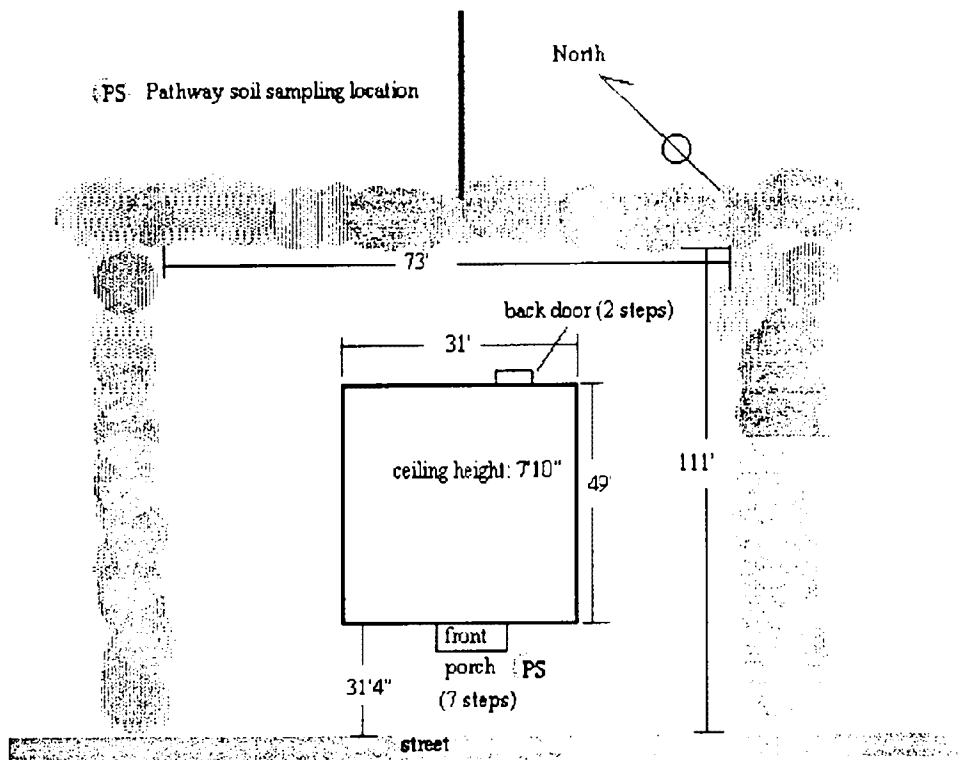 North
PS Pathway soil sampling location
73'
back door (2 steps)
31'
ceiling height: 7'10"
49'
111'
front
porch PS
31'4"
(7 steps)
street